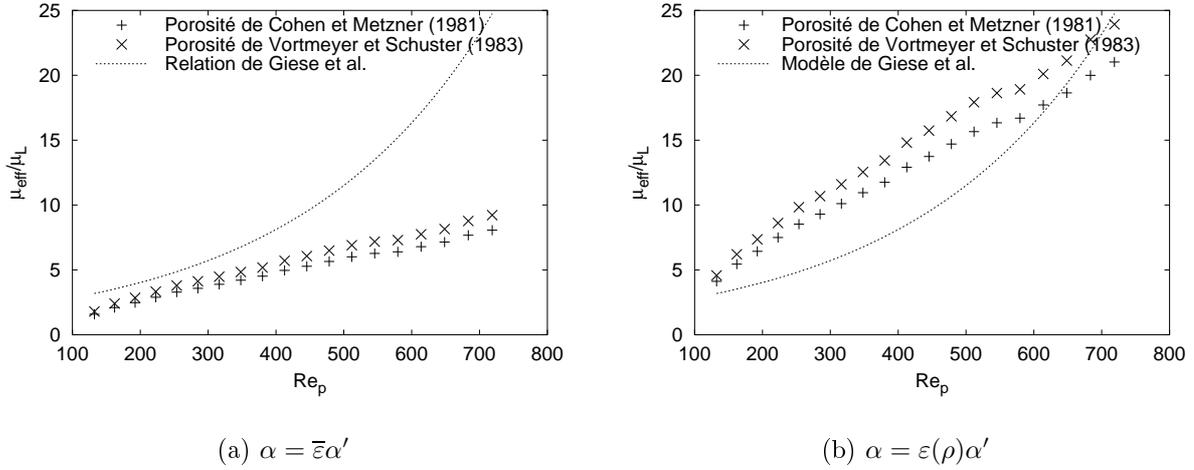 25
20
15
10
5
0
μeff/μL
Porosité de Cohen et Metzner (1981)
Porosité de Vortmeyer et Schuster (1983)
Relation de Giese et al.
100 200 300 400 500 600 700 800
Rep
(a) α = ε̅α′
25
20
15
10
5
0
μeff/μL
Porosité de Cohen et Metzner (1981)
Porosité de Vortmeyer et Schuster (1983)
Modèle de Giese et al.
100 200 300 400 500 600 700 800
Rep
(b) α = ε(ρ)α′